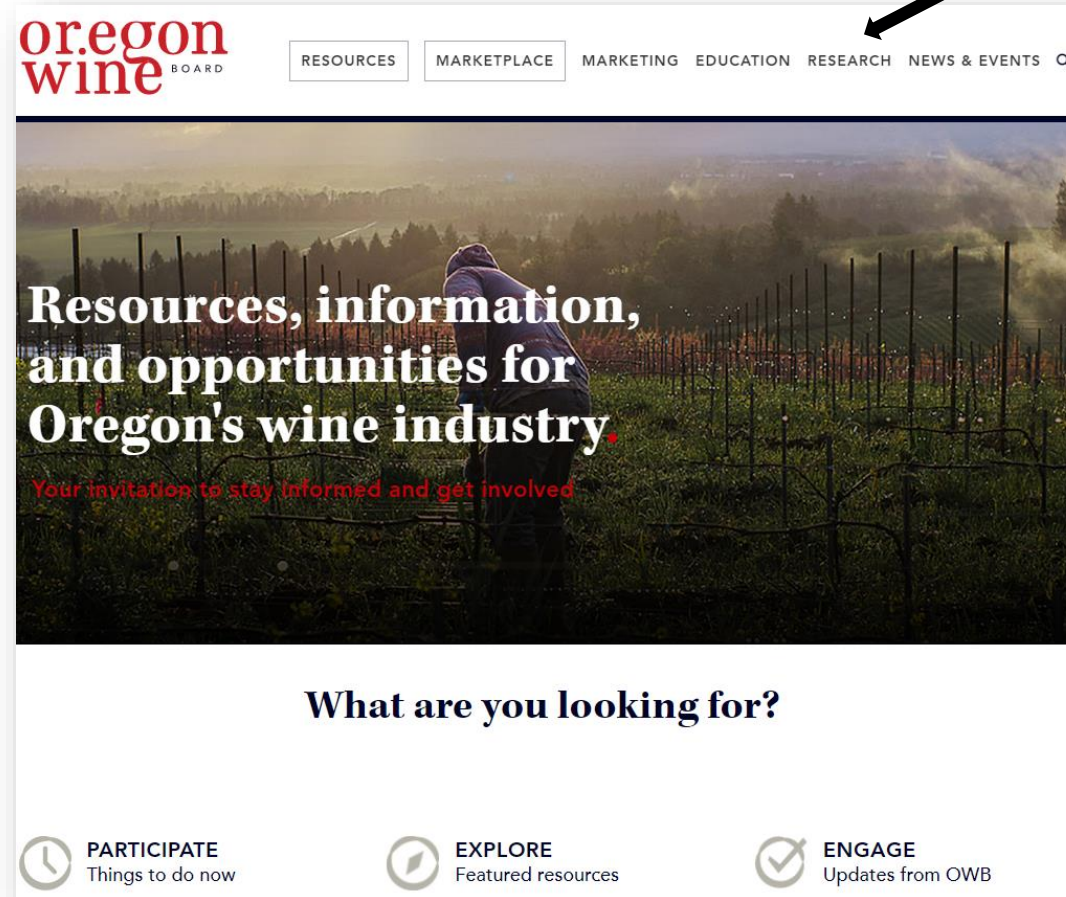 or.egon
wine BOARD
RESOURCES MARKETPLACE MARKETING EDUCATION RESEARCH NEWS & EVENTS
Resources, information,
and opportunities for
Oregon's wine industry.
Your invitation to stay informed and get involved
What are you looking for?
PARTICIPATE
Things to do now
EXPLORE
Featured resources
ENGAGE
Updates from OWB